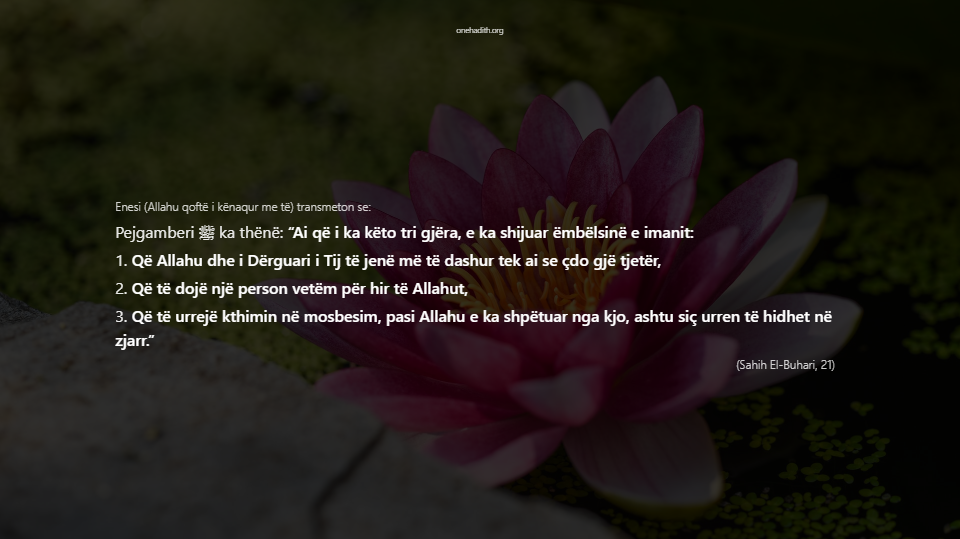 onehadith.org
Enesi (Allahu qoftë i kënaqur me të) transmeton se:
Pejgamberi ﷺ ka thënë: “Ai që i ka këto tri gjëra, e ka shijuar ëmbëlsinë e imanit:
1. Që Allahu dhe i Dërguari i Tij të jenë më të dashur tek ai se çdo gjë tjetër,
2. Që të dojë një person vetëm për hir të Allahut,
3. Që të urrejë kthimin në mosbesim, pasi Allahu e ka shpëtuar nga kjo, ashtu siç urren të hidhet në
zjarr.”
(Sahih El-Buhari, 21)